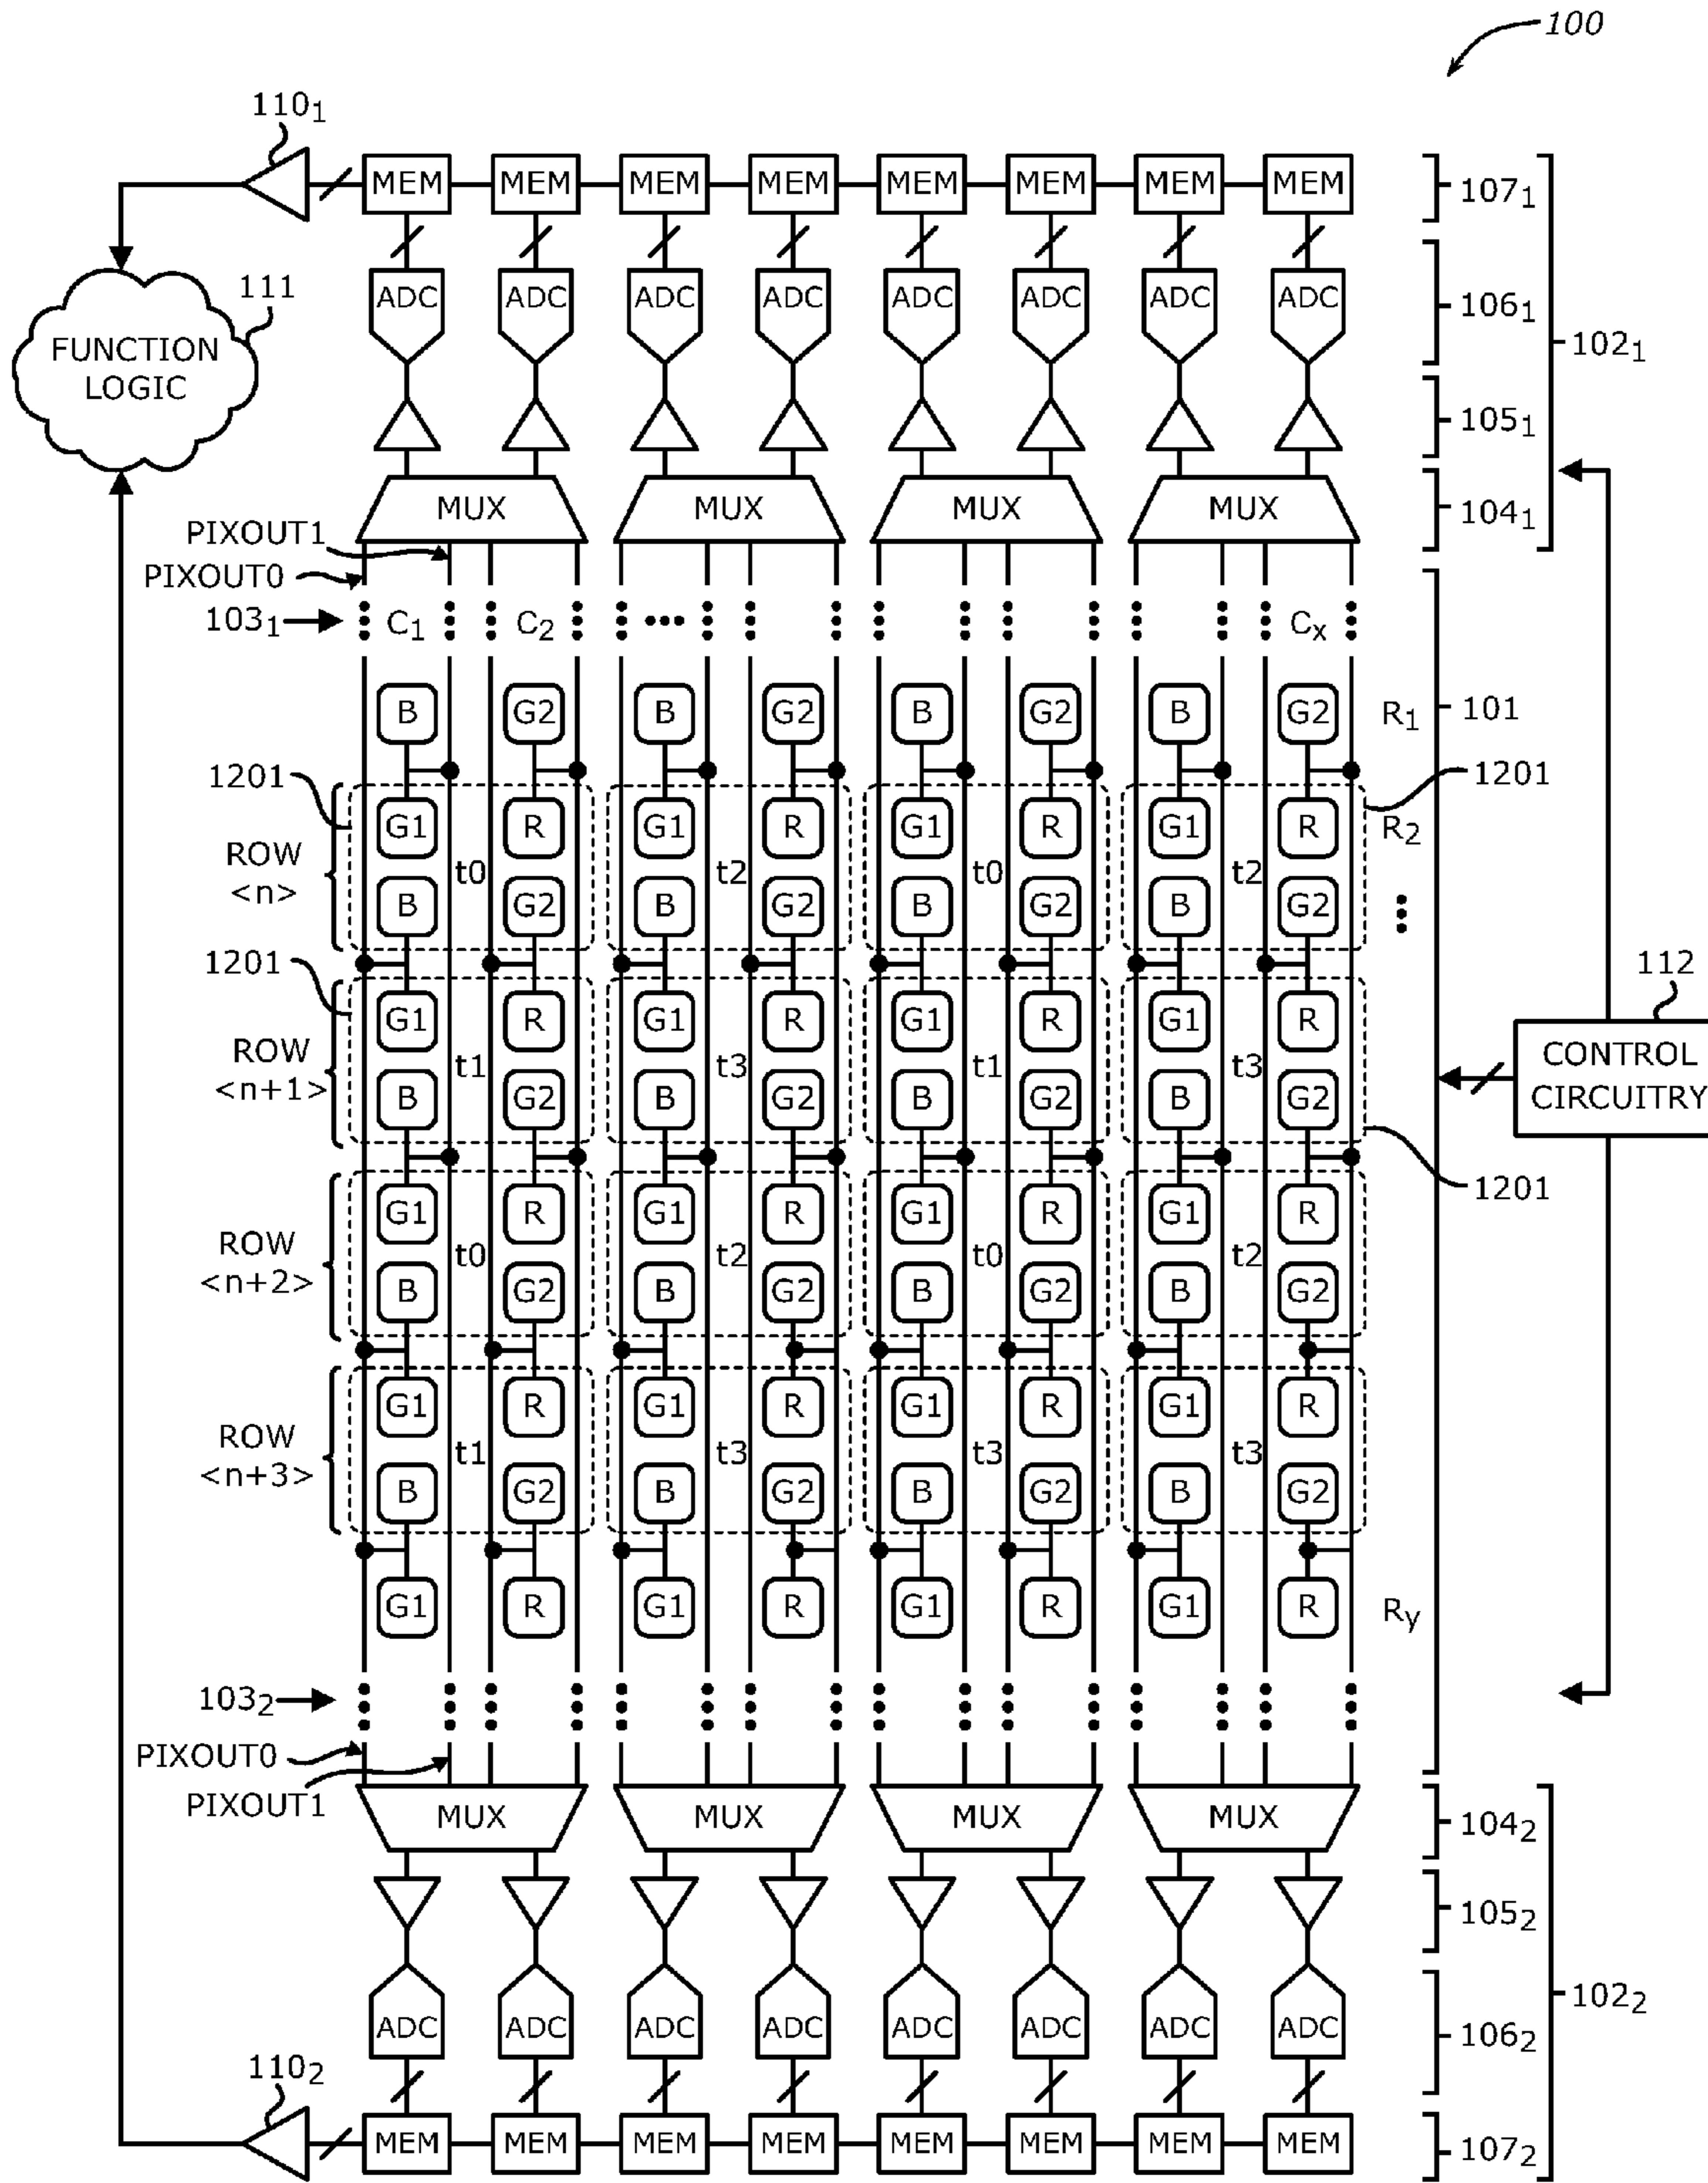 100
110₁
MEM MEM MEM MEM MEM MEM MEM MEM
107₁
ADC ADC ADC ADC ADC ADC ADC ADC
106₁
102₁
111
FUNCTION
LOGIC
105₁
MUX MUX MUX MUX
104₁
PIXOUT1
PIXOUT0
103₁ C₁ C₂ ... Cₓ
B G2 B G2 B G2 B G2 R₁ 101
1201 1201
G1 R G1 R G1 R G1 R R₂
ROW
<n>
t0 t2 t0 t2
B G2 B G2 B G2 B G2
1201
112
G1 R G1 R G1 R G1 R
ROW
<n+1>
t1 t3 t1 t3
CONTROL
CIRCUITRY
B G2 B G2 B G2 B G2
1201
G1 R G1 R G1 R G1 R
ROW
<n+2>
t0 t2 t0 t2
B G2 B G2 B G2 B G2
G1 R G1 R G1 R G1 R
ROW
<n+3>
t1 t3 t3 t3
B G2 B G2 B G2 B G2
G1 R G1 R G1 R G1 R Rᵧ
103₂
PIXOUT0
PIXOUT1
MUX MUX MUX MUX
104₂
105₂
102₂
ADC ADC ADC ADC ADC ADC ADC ADC
106₂
110₂
MEM MEM MEM MEM MEM MEM MEM MEM
107₂